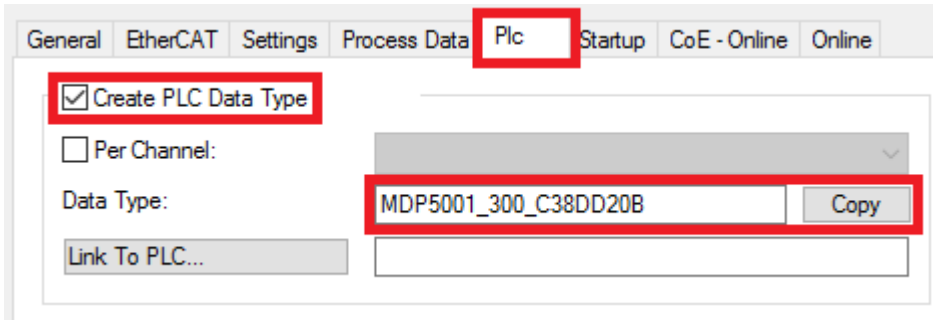 General EtherCAT Settings Process Data Plc Startup CoE - Online Online
Create PLC Data Type
Per Channel:
Data Type: MDP5001_300_C38DD20B Copy
Link To PLC...